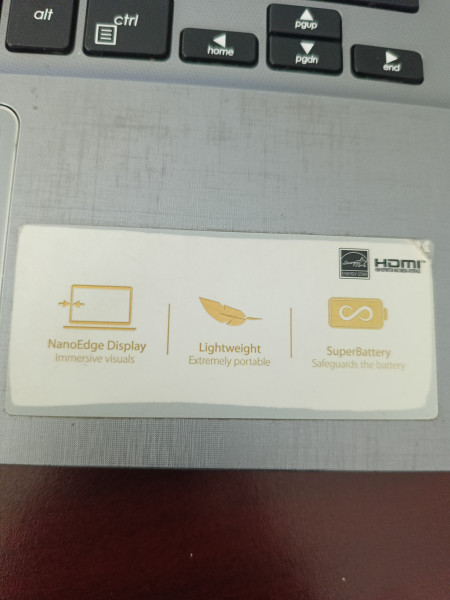 alt
ctrl
home
pgup
pgdn
end
HDMI
NanoEdge Display
Immersive visuals
Lightweight
Extremely portable
SuperBattery
Safeguards the battery